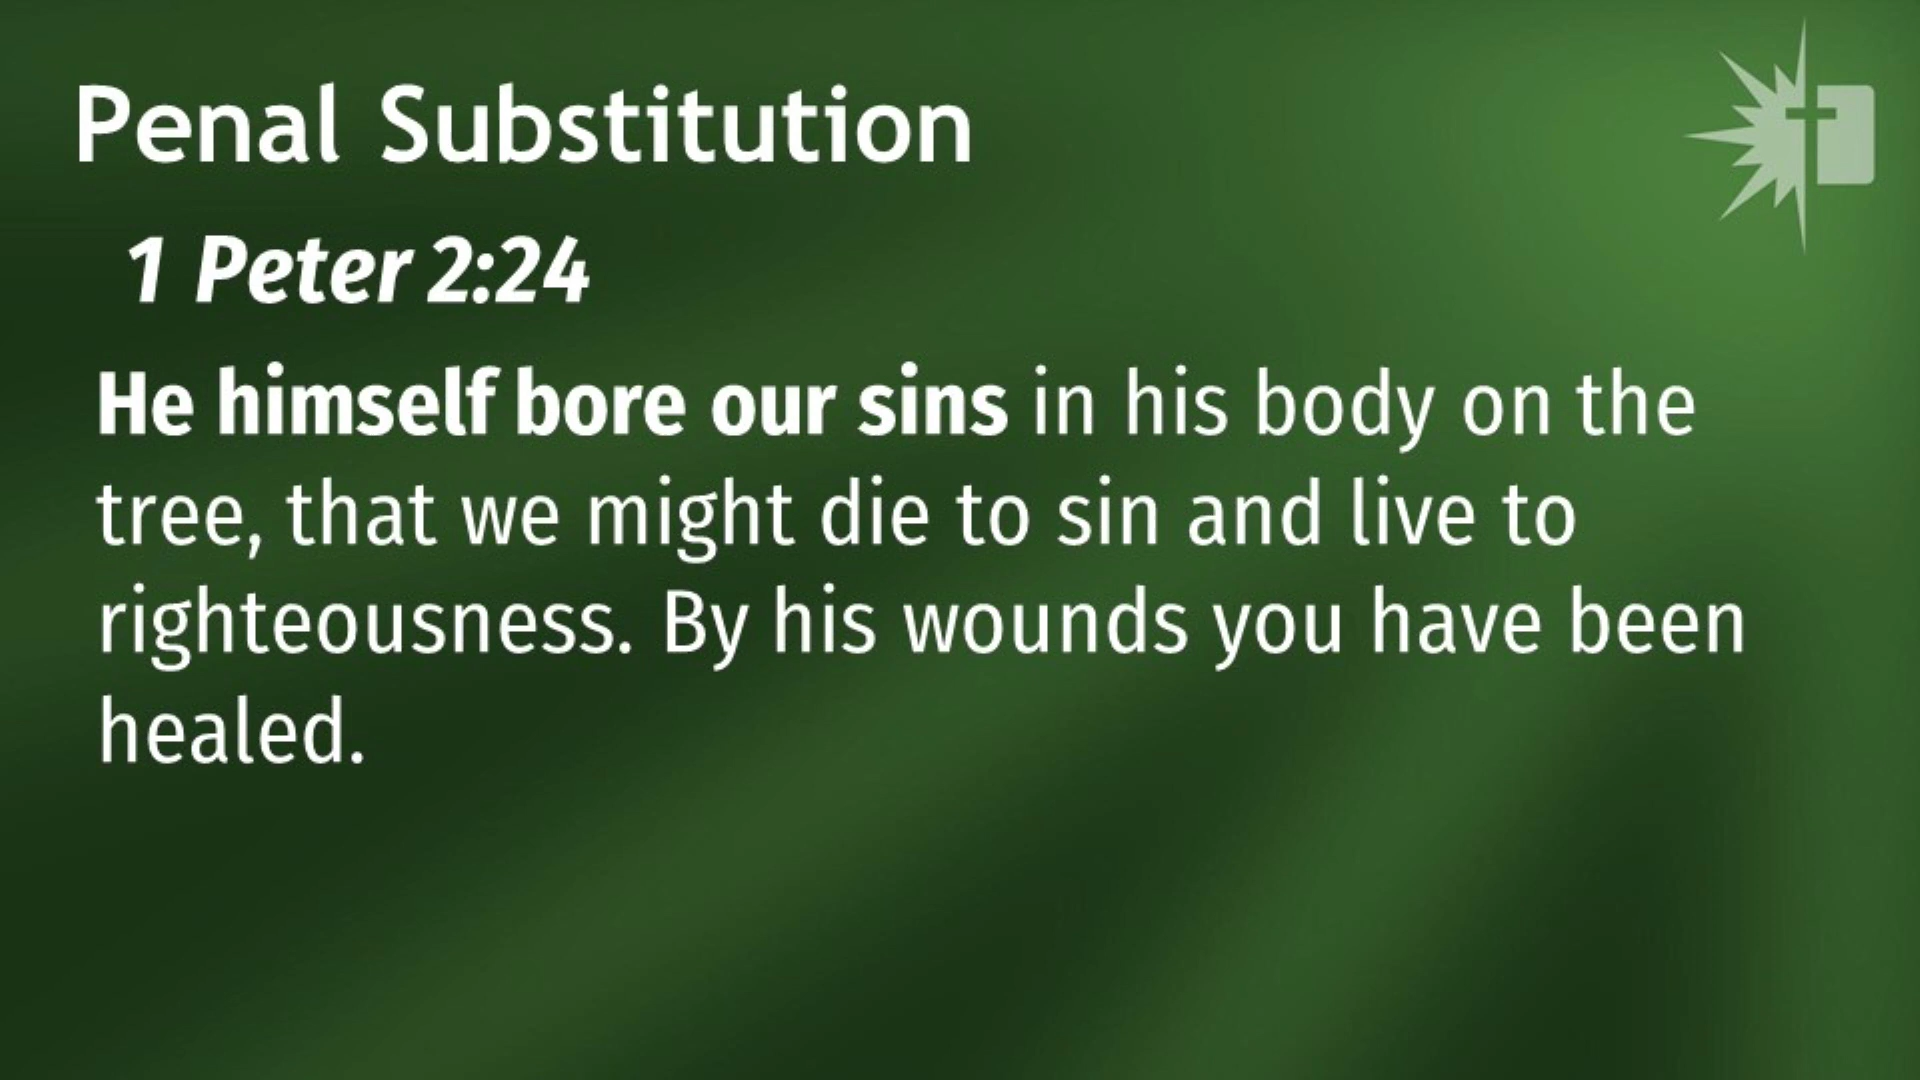 Penal Substitution
1 Peter 2:24
He himself bore our sins in his body on the
tree, that we might die to sin and live to
righteousness. By his wounds you have been
healed.